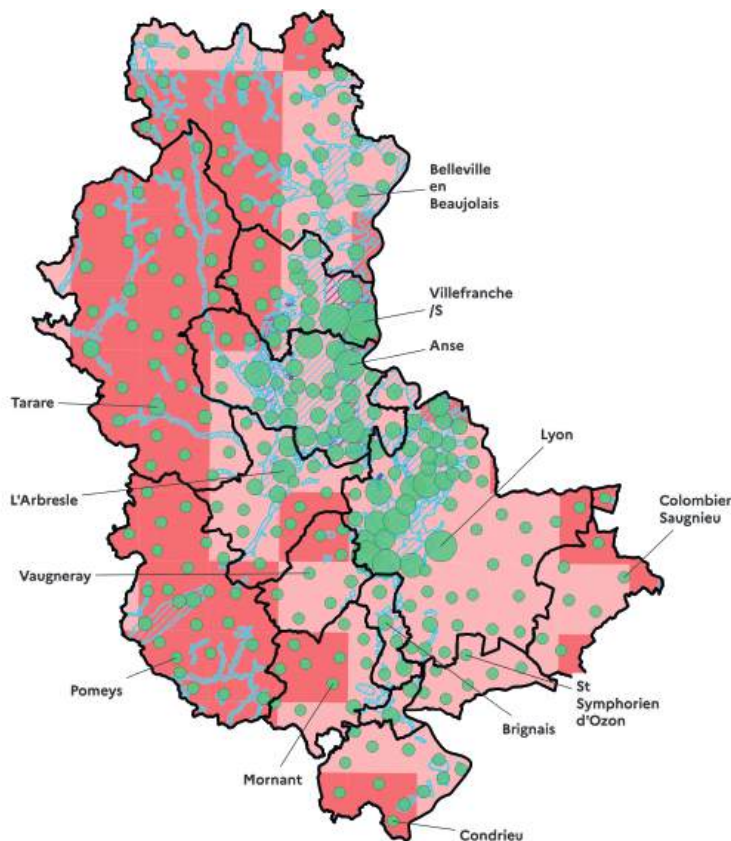 Belleville
en
Beaujolais
Villefranche
/S
Anse
Tarare
Lyon
L'Arbresle
Colombier
Saugnieu
Vaugneray
Pomeys
St
Symphorien
d'Ozon
Brignais
Mornant
Condrieu